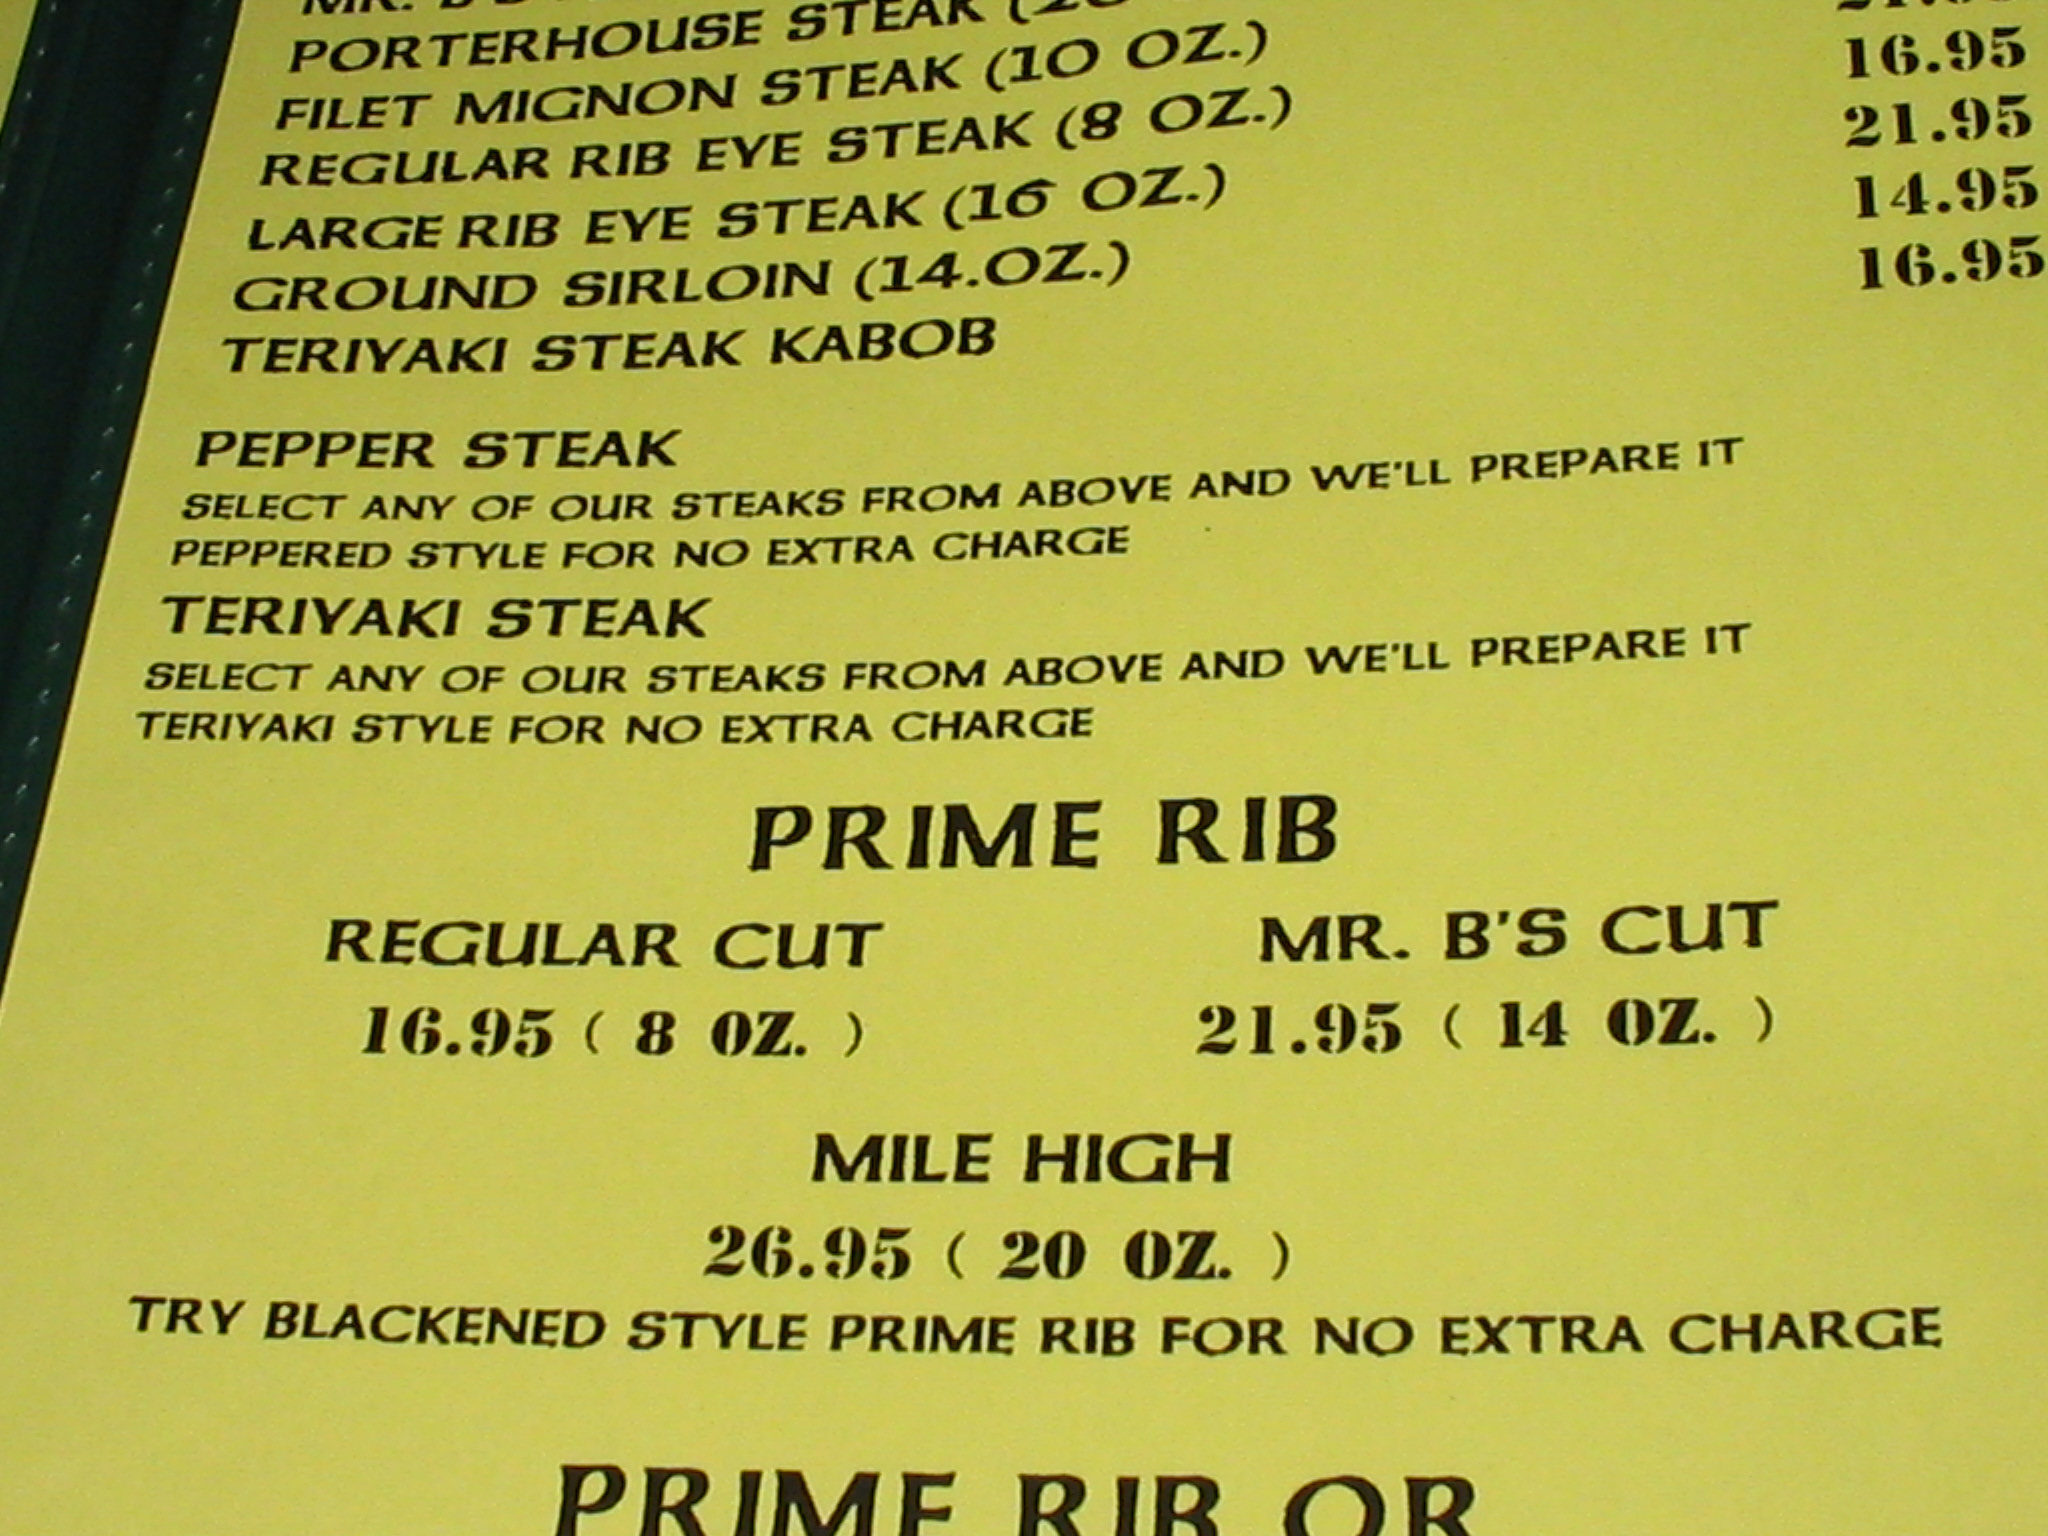 MR. B'S
PORTERHOUSE STEAK
FILET MIGNON STEAK (10 OZ.)
REGULAR RIB EYE STEAK (8 OZ.) 16.95
LARGE RIB EYE STEAK (16 OZ.) 21.95
GROUND SIRLOIN (14.OZ.) 14.95
TERIYAKI STEAK KABOB 16.95
PEPPER STEAK
SELECT ANY OF OUR STEAKS FROM ABOVE AND WE'LL PREPARE IT
PEPPERED STYLE FOR NO EXTRA CHARGE
TERIYAKI STEAK
SELECT ANY OF OUR STEAKS FROM ABOVE AND WE'LL PREPARE IT
TERIYAKI STYLE FOR NO EXTRA CHARGE
PRIME RIB
REGULAR CUT
16.95 ( 8 OZ. )
MR. B'S CUT
21.95 ( 14 OZ. )
MILE HIGH
26.95 ( 20 OZ. )
TRY BLACKENED STYLE PRIME RIB FOR NO EXTRA CHARGE
PRIME RIB OR